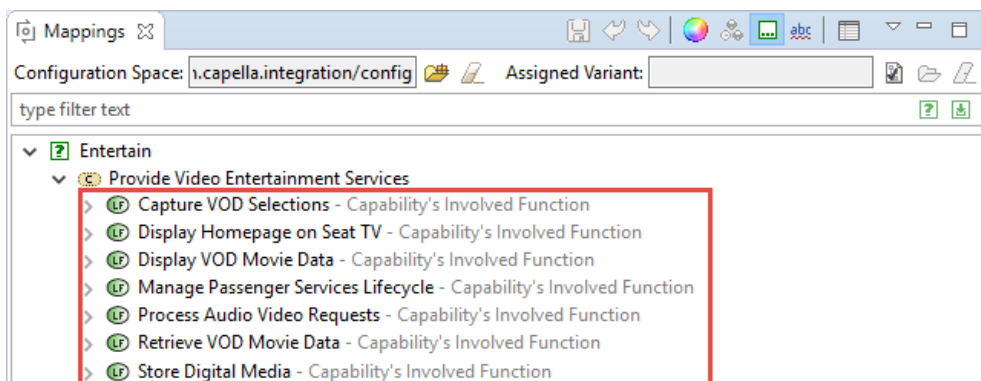 Mappings
abc
Configuration Space: ı.capella.integration/config Assigned Variant:
type filter text
Entertain
Provide Video Entertainment Services
Capture VOD Selections - Capability's Involved Function
Display Homepage on Seat TV - Capability's Involved Function
Display VOD Movie Data - Capability's Involved Function
Manage Passenger Services Lifecycle - Capability's Involved Function
Process Audio Video Requests - Capability's Involved Function
Retrieve VOD Movie Data - Capability's Involved Function
Store Digital Media - Capability's Involved Function